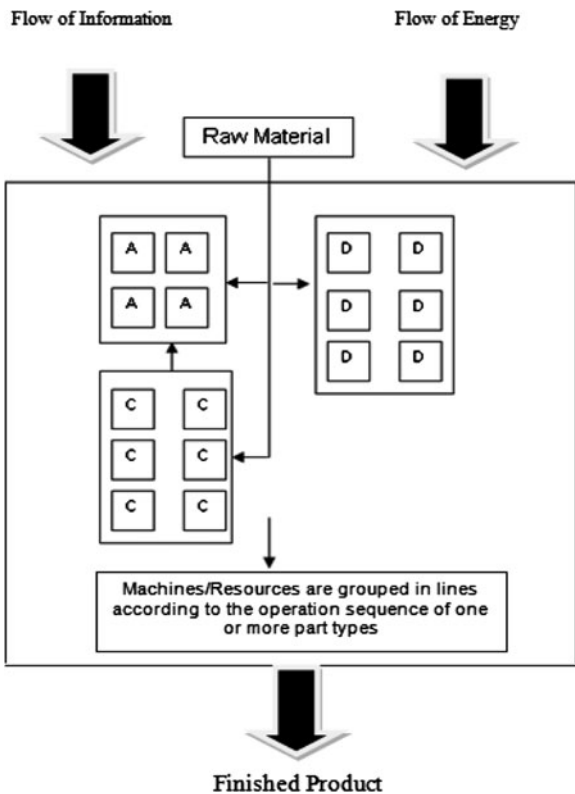 Flow of Information
Flow of Energy
Raw Material
A A
A A
D D
D D
D D
C C
C C
C C
Machines/Resources are grouped in lines
according to the operation sequence of one
or more part types
Finished Product